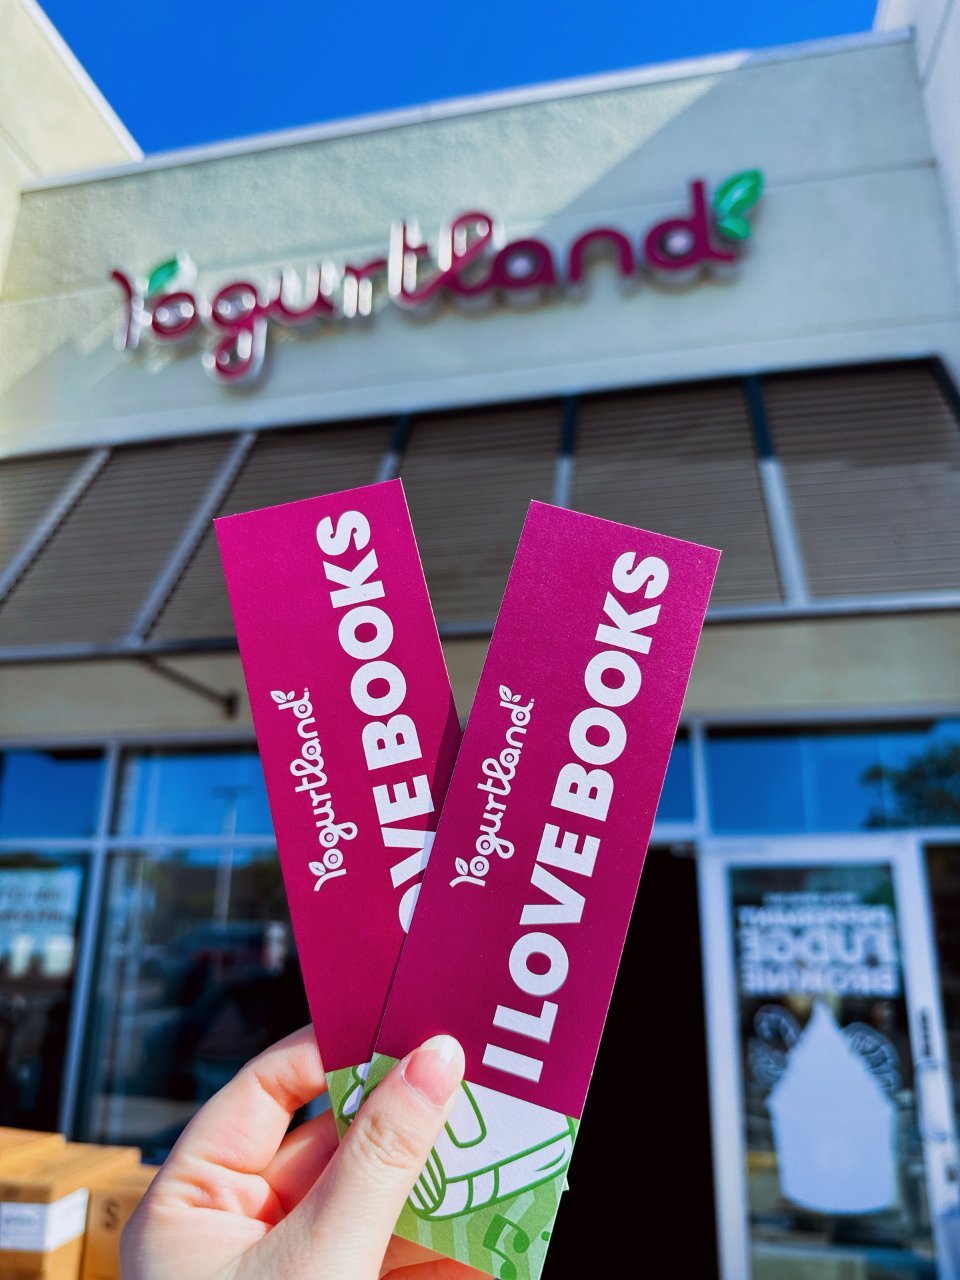 Yogurtland
Yogurtland
OVE BOOKS
Yogurtland
I LOVE BOOKS
PEPPERMINT
FUDGE
BROWNIE
S